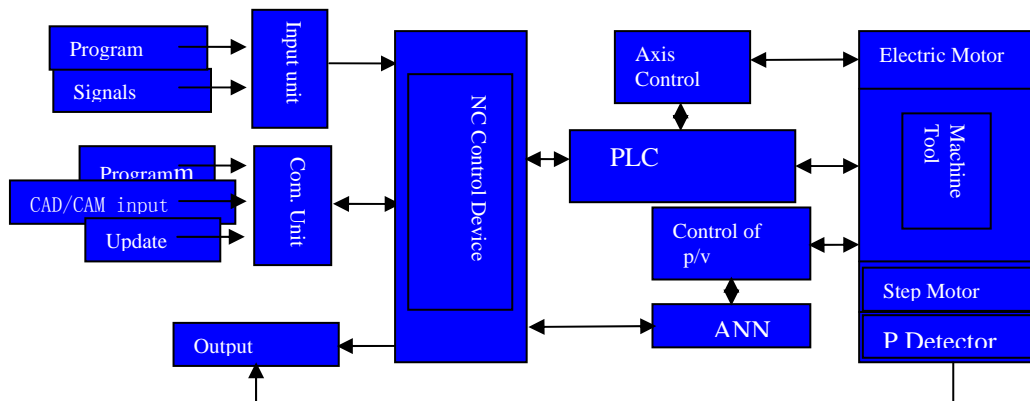 Program
Signals
Input unit
Programm
CAD/CAM input
Update
Com. Unit
Output
NC Control Device
Axis
Control
PLC
Control of
p/v
ANN
Electric Motor
Machine
Tool
Step Motor
P Detector